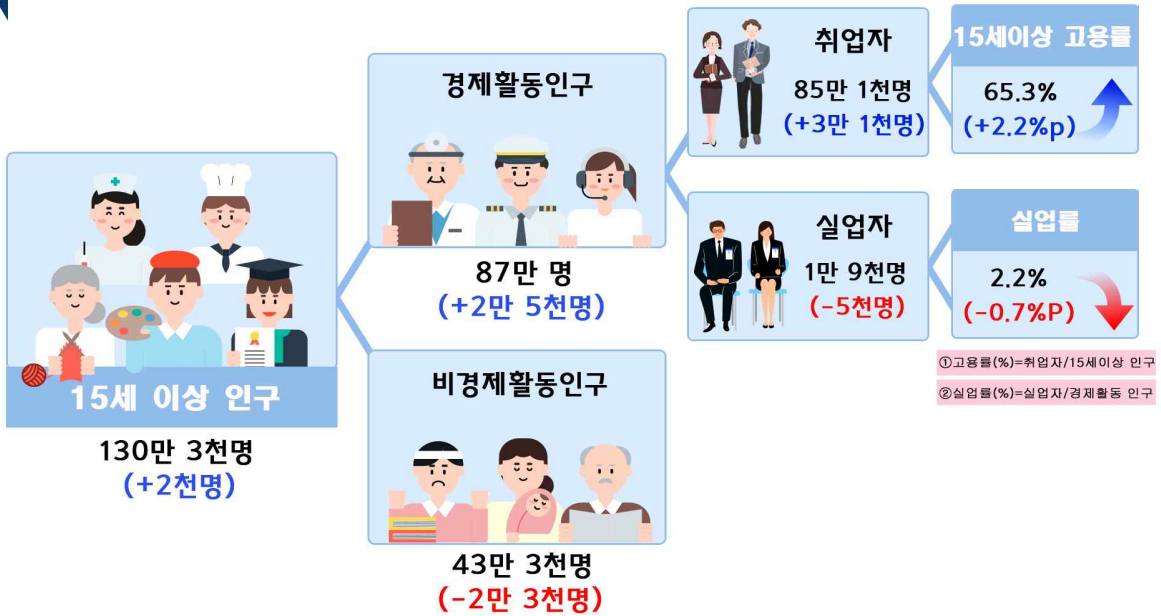 15세 이상 인구
130만 3천명
(+2천명)
경제활동인구
87만 명
(+2만 5천명)
비경제활동인구
43만 3천명
(-2만 3천명)
취업자
85만 1천명
(+3만 1천명)
15세이상 고용률
65.3%
(+2.2%p)
실업자
1만 9천명
(-5천명)
실업률
2.2%
(-0.7%P)
①고용률(%)=취업자/15세이상 인구
②실업률(%)=실업자/경제활동 인구